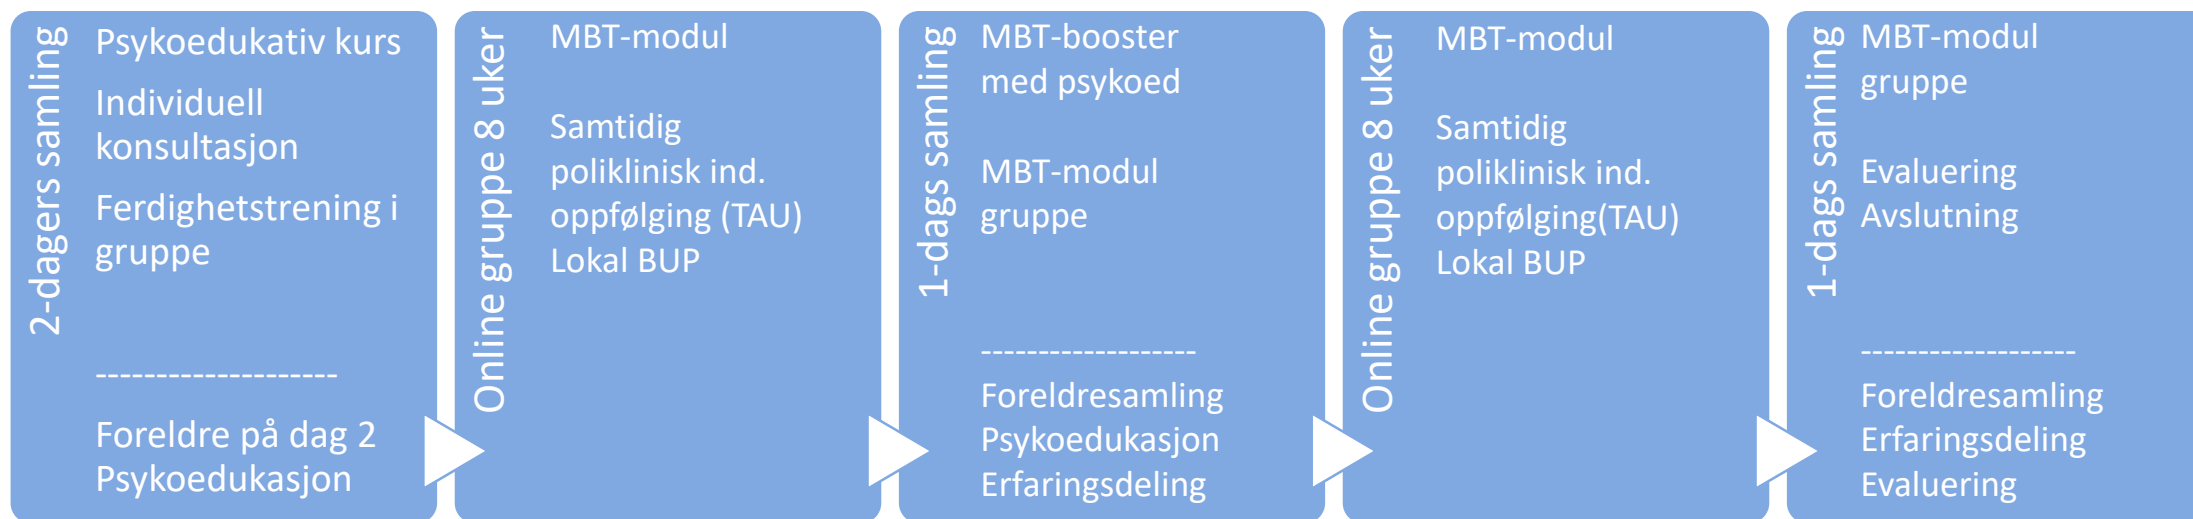 2-dagers samling
Psykoedukativ kurs
Individuell
konsultasjon
Ferdighetstrening i
gruppe
--------------------
Foreldre på dag 2
Psykoedukasjon
Online gruppe 8 uker
MBT-modul
Samtidig
poliklinisk ind.
oppfølging (TAU)
Lokal BUP
1-dags samling
MBT-booster
med psykoed
MBT-modul
gruppe
-------------------
Foreldresamling
Psykoedukasjon
Erfaringsdeling
Online gruppe 8 uker
MBT-modul
Samtidig
poliklinisk ind.
oppfølging(TAU)
Lokal BUP
1-dags samling
MBT-modul
gruppe
Evaluering
Avslutning
-------------------
Foreldresamling
Erfaringsdeling
Evaluering